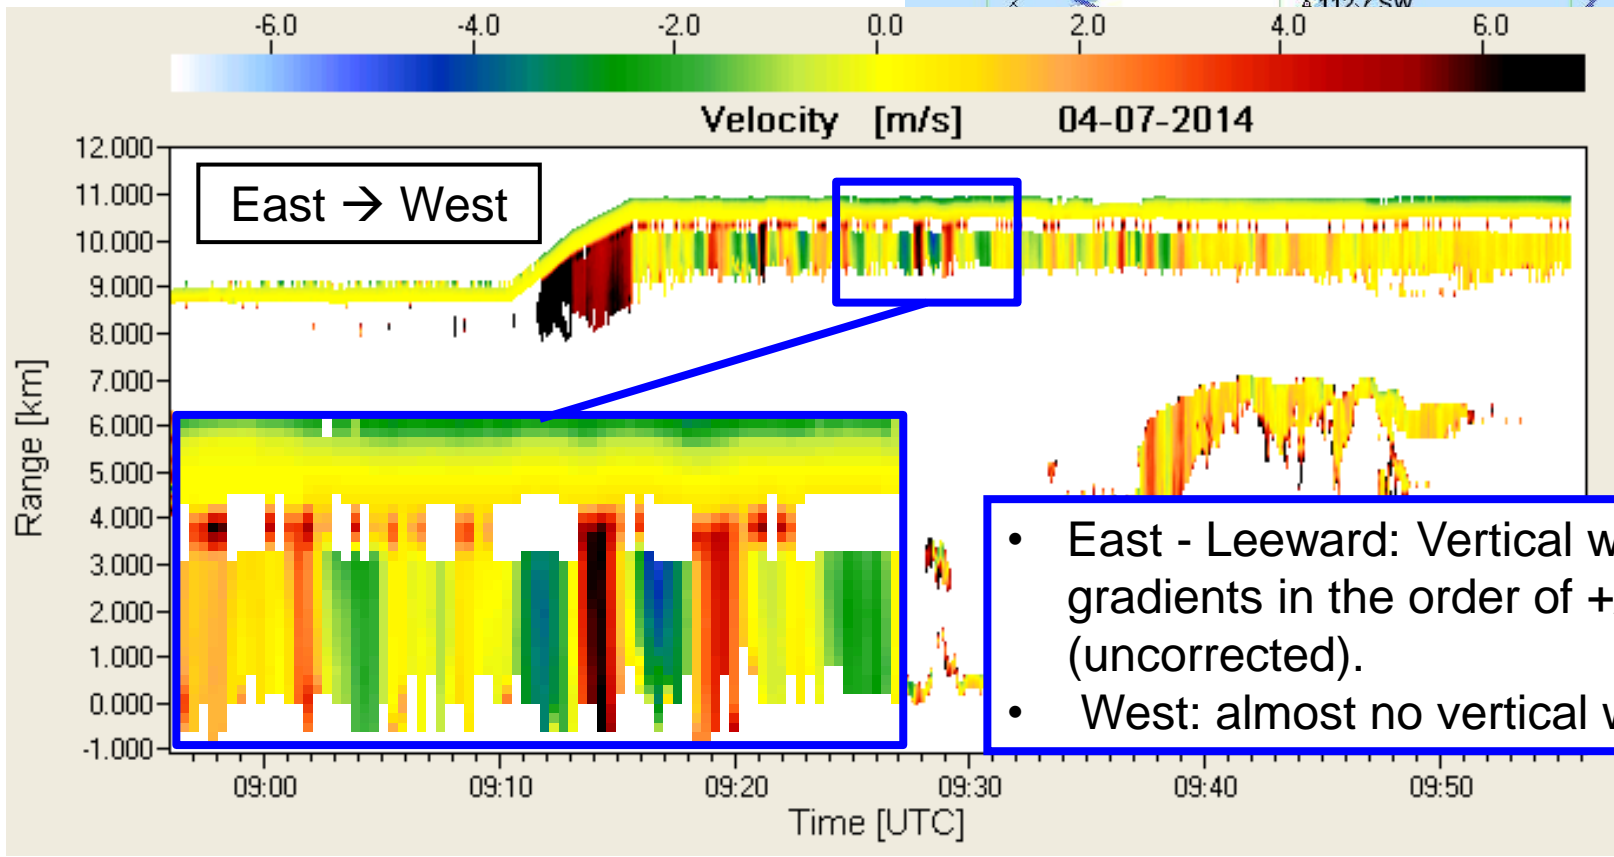 -6.0 -4.0 -2.0 0.0 2.0 4.0 6.0
Velocity [m/s] 04-07-2014
12.000
11.000
10.000
9.000
8.000
7.000
6.000
5.000
4.000
3.000
2.000
1.000
0.000
-1.000
Range [km]
East → West
• East - Leeward: Vertical
gradients in the order of
(uncorrected).
• West: almost no vertical
09:00 09:10 09:20 09:30 09:40 09:50
Time [UTC]